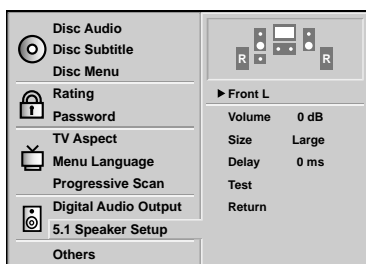 Disc Audio
Disc Subtitle
Disc Menu
Rating
Password
TV Aspect
Menu Language
Progressive Scan
Digital Audio Output
5.1 Speaker Setup
Others
R R
Front L
Volume 0 dB
Size Large
Delay 0 ms
Test
Return